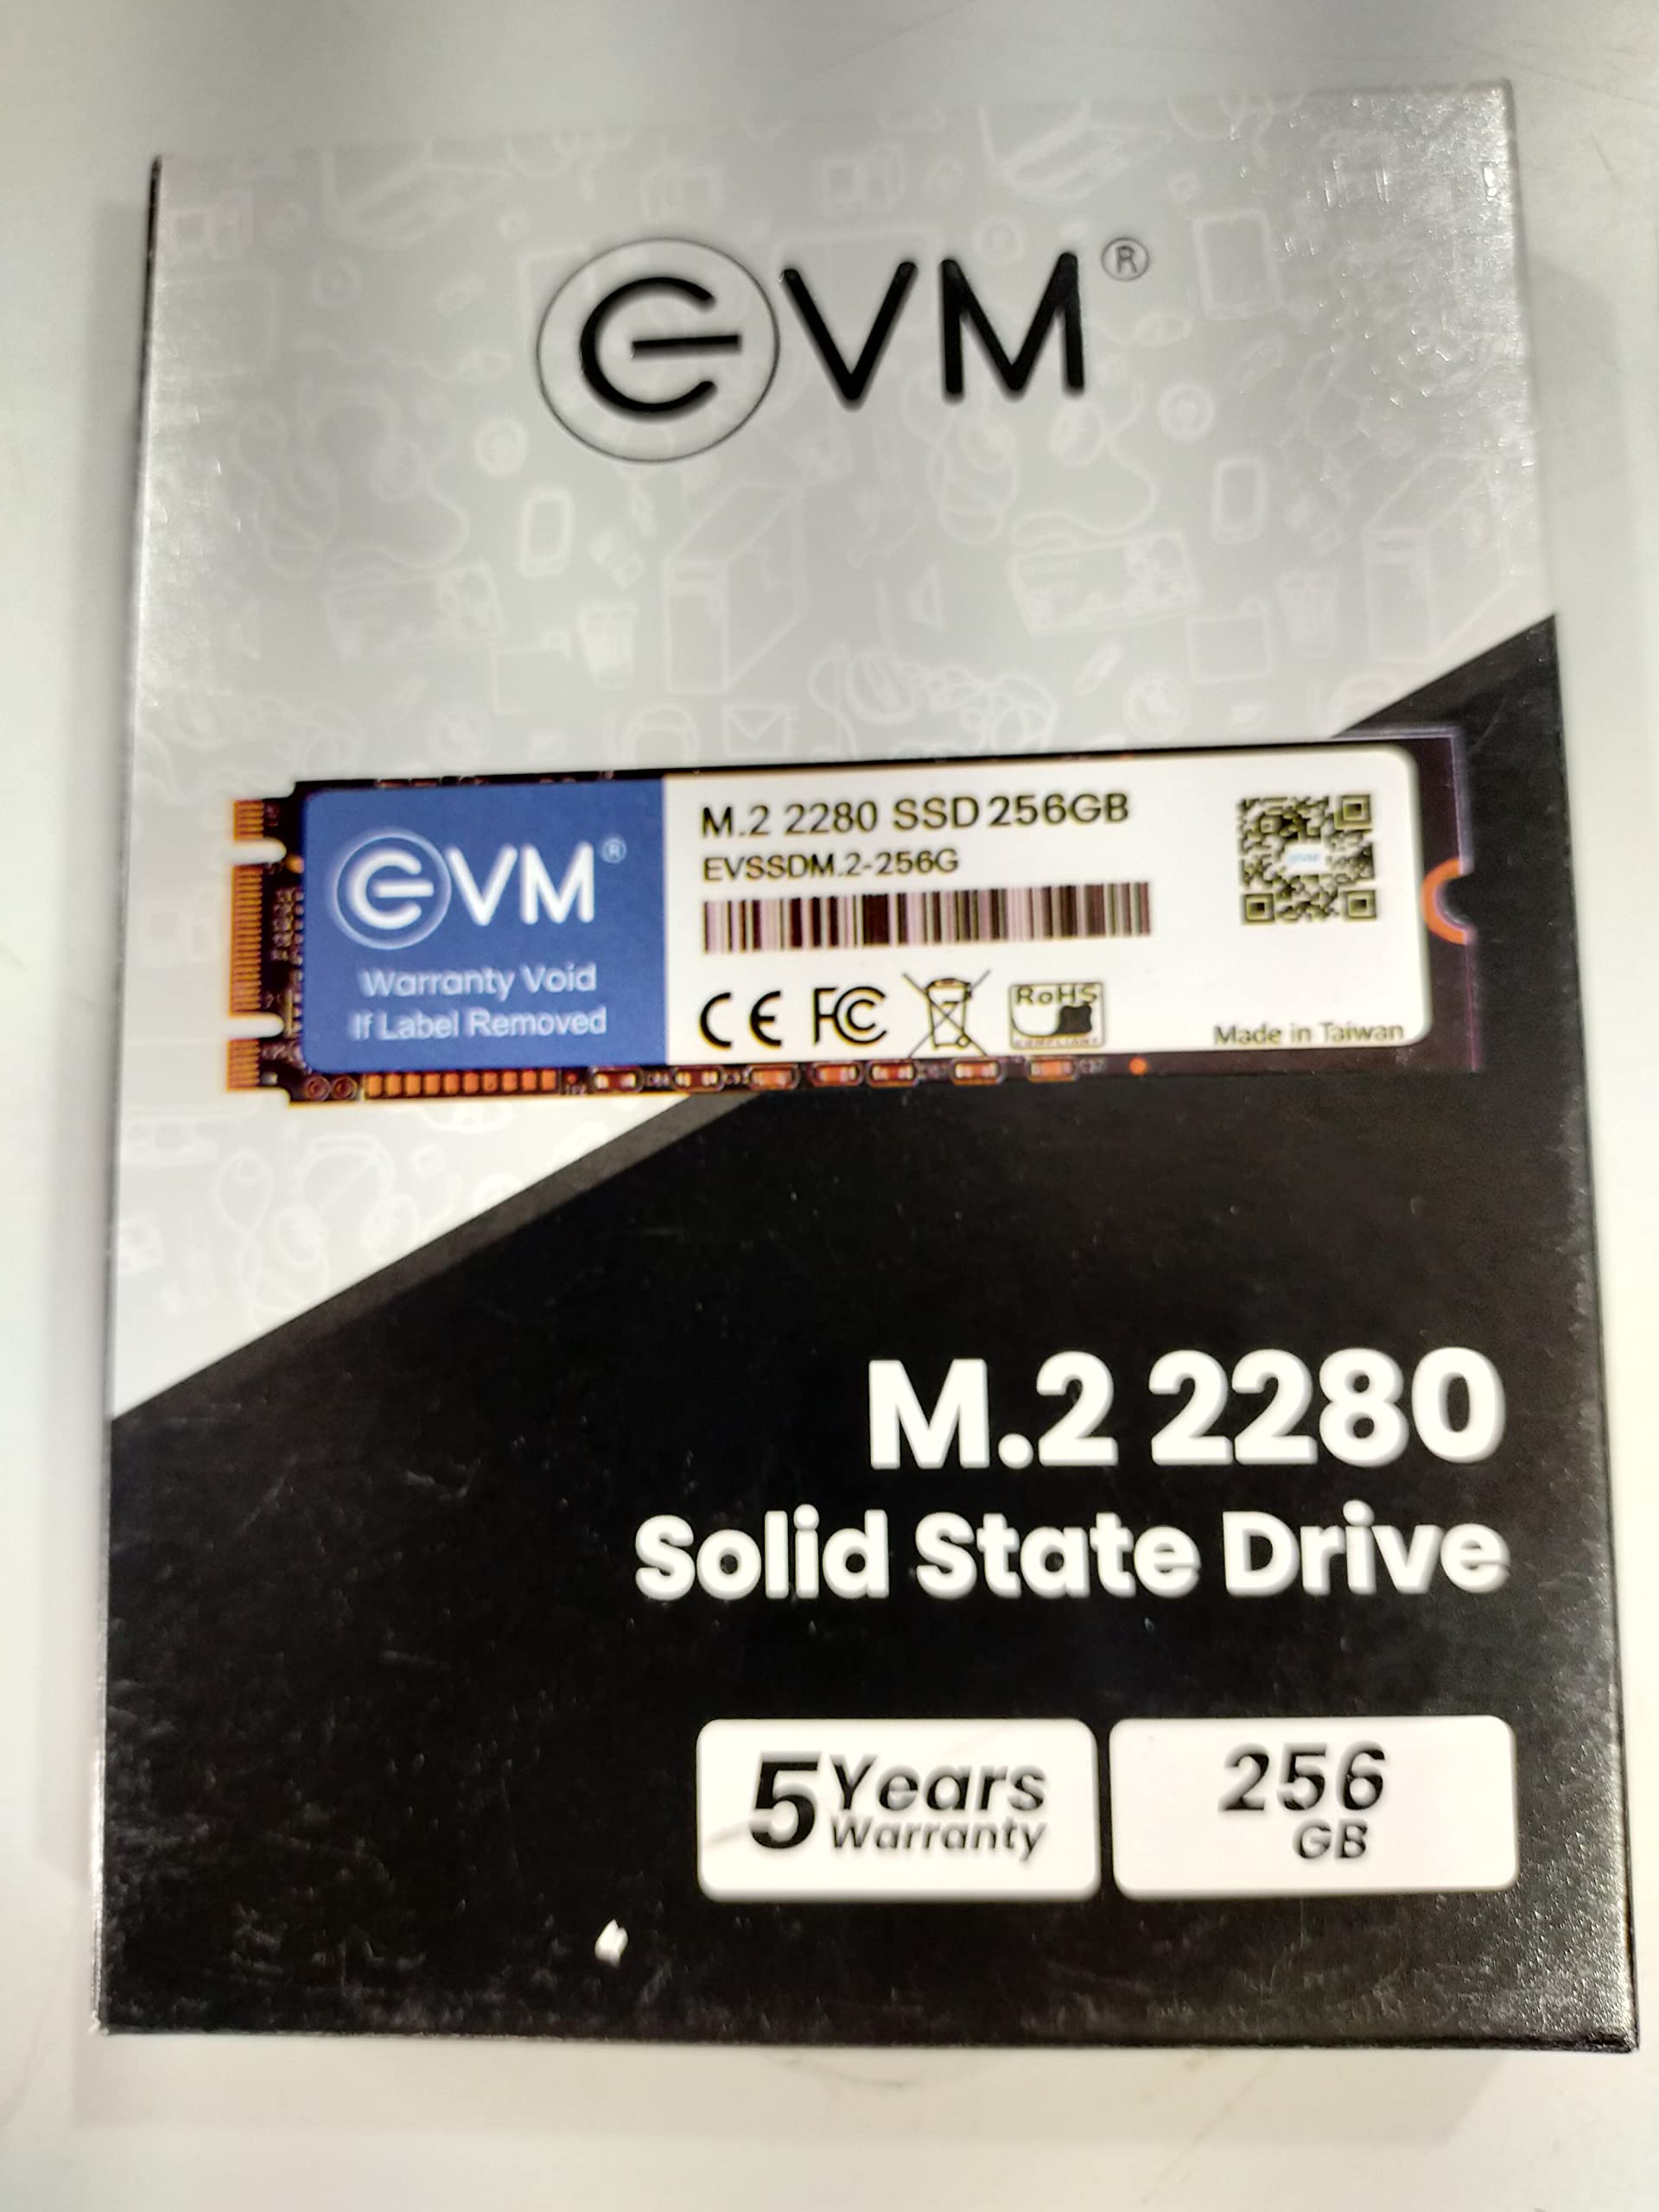 EVM®
EVM®
Warranty Void
If Label Removed
M.2 2280 SSD 256GB
EVSSDM.2-256G
CE FC RoHS
COMPLIANT
Made in Taiwan
M.2 2280
Solid State Drive
5 Years
Warranty
256
GB